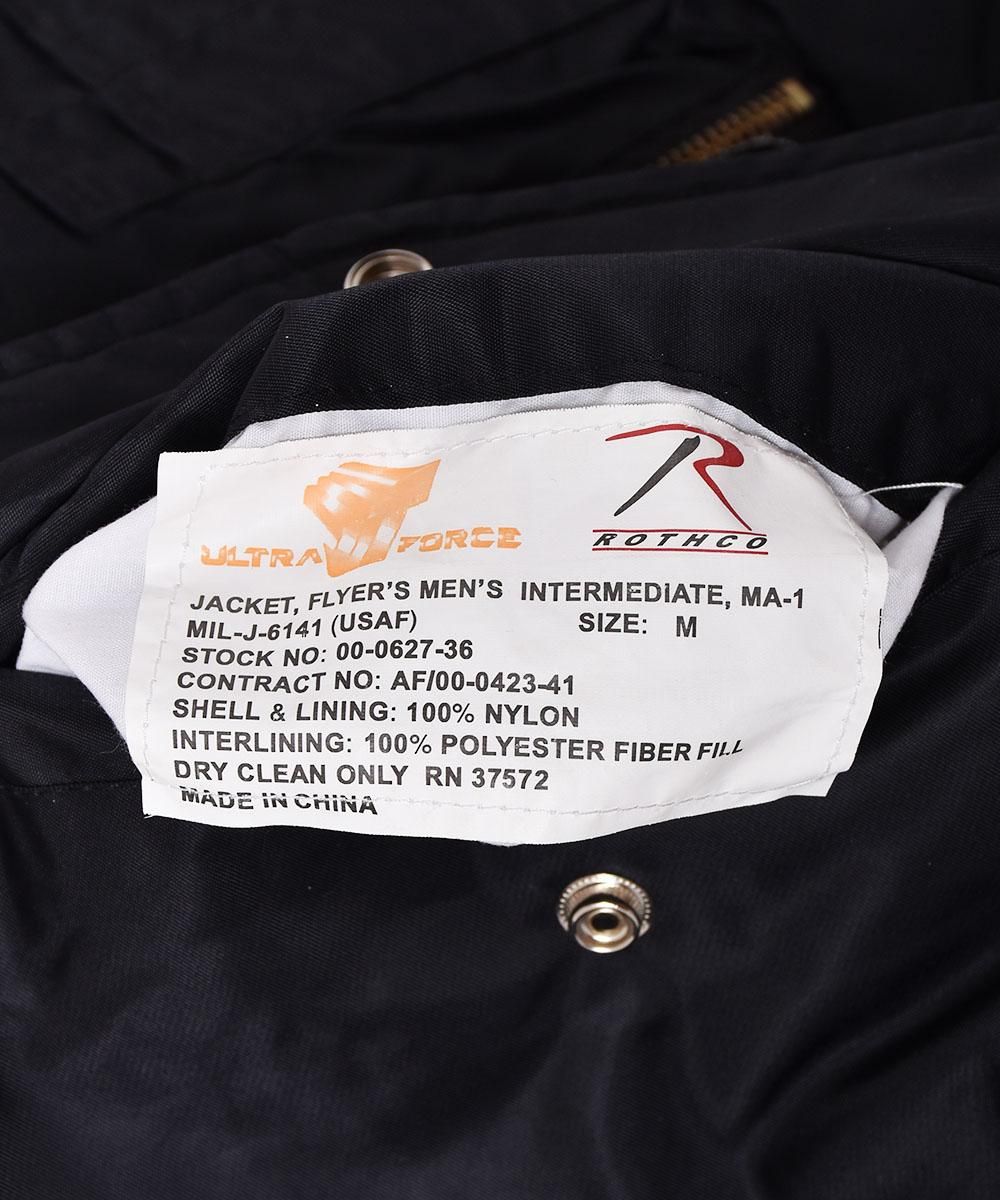 ULTRA FORCE
ROTHCO
JACKET, FLYER'S MEN'S INTERMEDIATE, MA-1
MIL-J-6141 (USAF) SIZE: M
STOCK NO: 00-0627-36
CONTRACT NO: AF/00-0423-41
SHELL & LINING: 100% NYLON
INTERLINING: 100% POLYESTER FIBER FILL
DRY CLEAN ONLY RN 37572
MADE IN CHINA